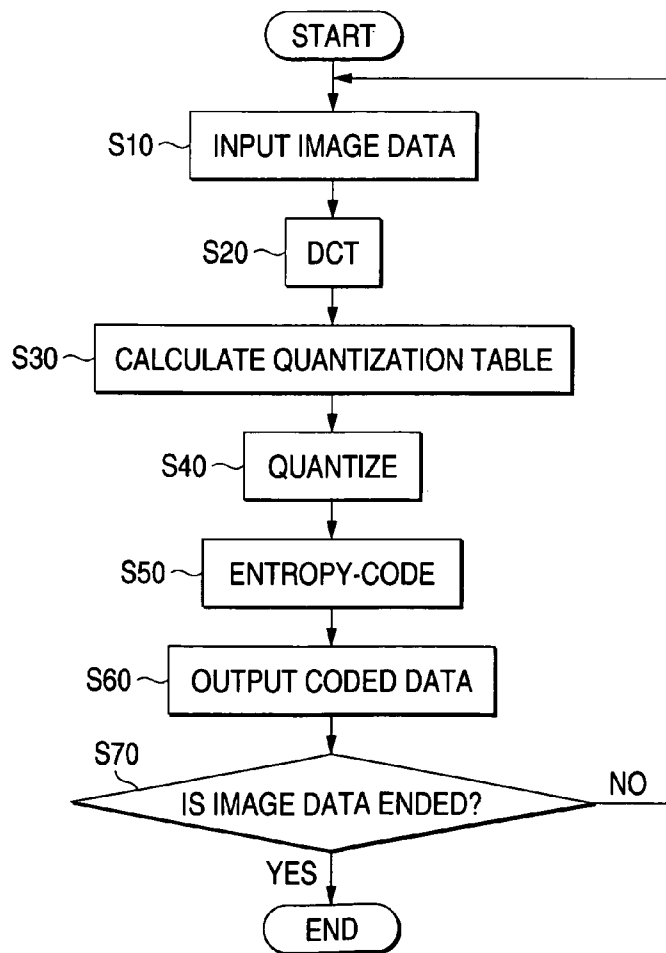 START
S10 INPUT IMAGE DATA
S20 DCT
S30 CALCULATE QUANTIZATION TABLE
S40 QUANTIZE
S50 ENTROPY-CODE
S60 OUTPUT CODED DATA
S70
IS IMAGE DATA ENDED? NO
YES
END